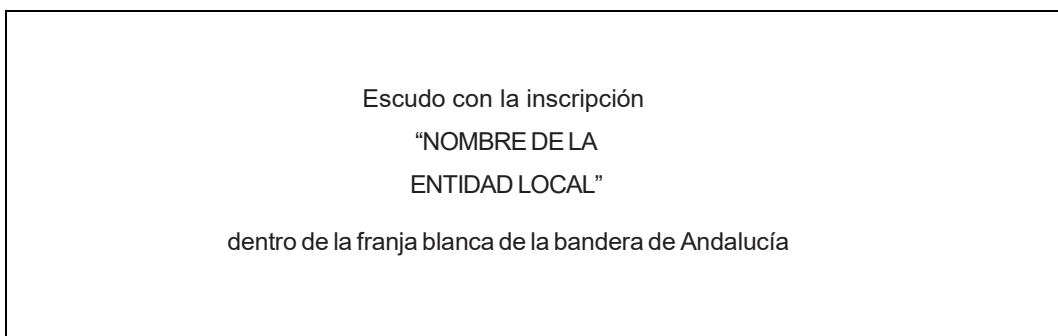 Escudo con la inscripción
“NOMBRE DE LA
ENTIDAD LOCAL”
dentro de la franja blanca de la bandera de Andalucía